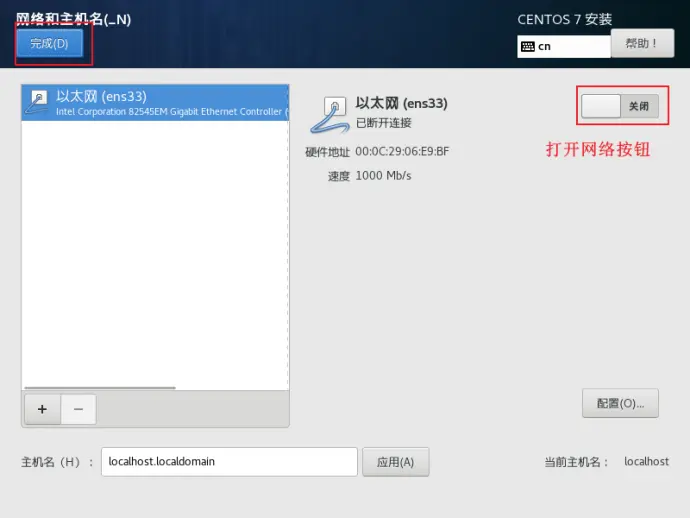 网络和主机名(_N)
CENTOS 7 安装
完成(D)
cn
帮助！
以太网 (ens33)
Intel Corporation 82545EM Gigabit Ethernet Controller (
以太网 (ens33)
已断开连接
关闭
打开网络按钮
硬件地址 00:0C:29:06:E9:BF
速度 1000 Mb/s
+
−
配置(O)...
主机名（H）：
localhost.localdomain
应用(A)
当前主机名： localhost